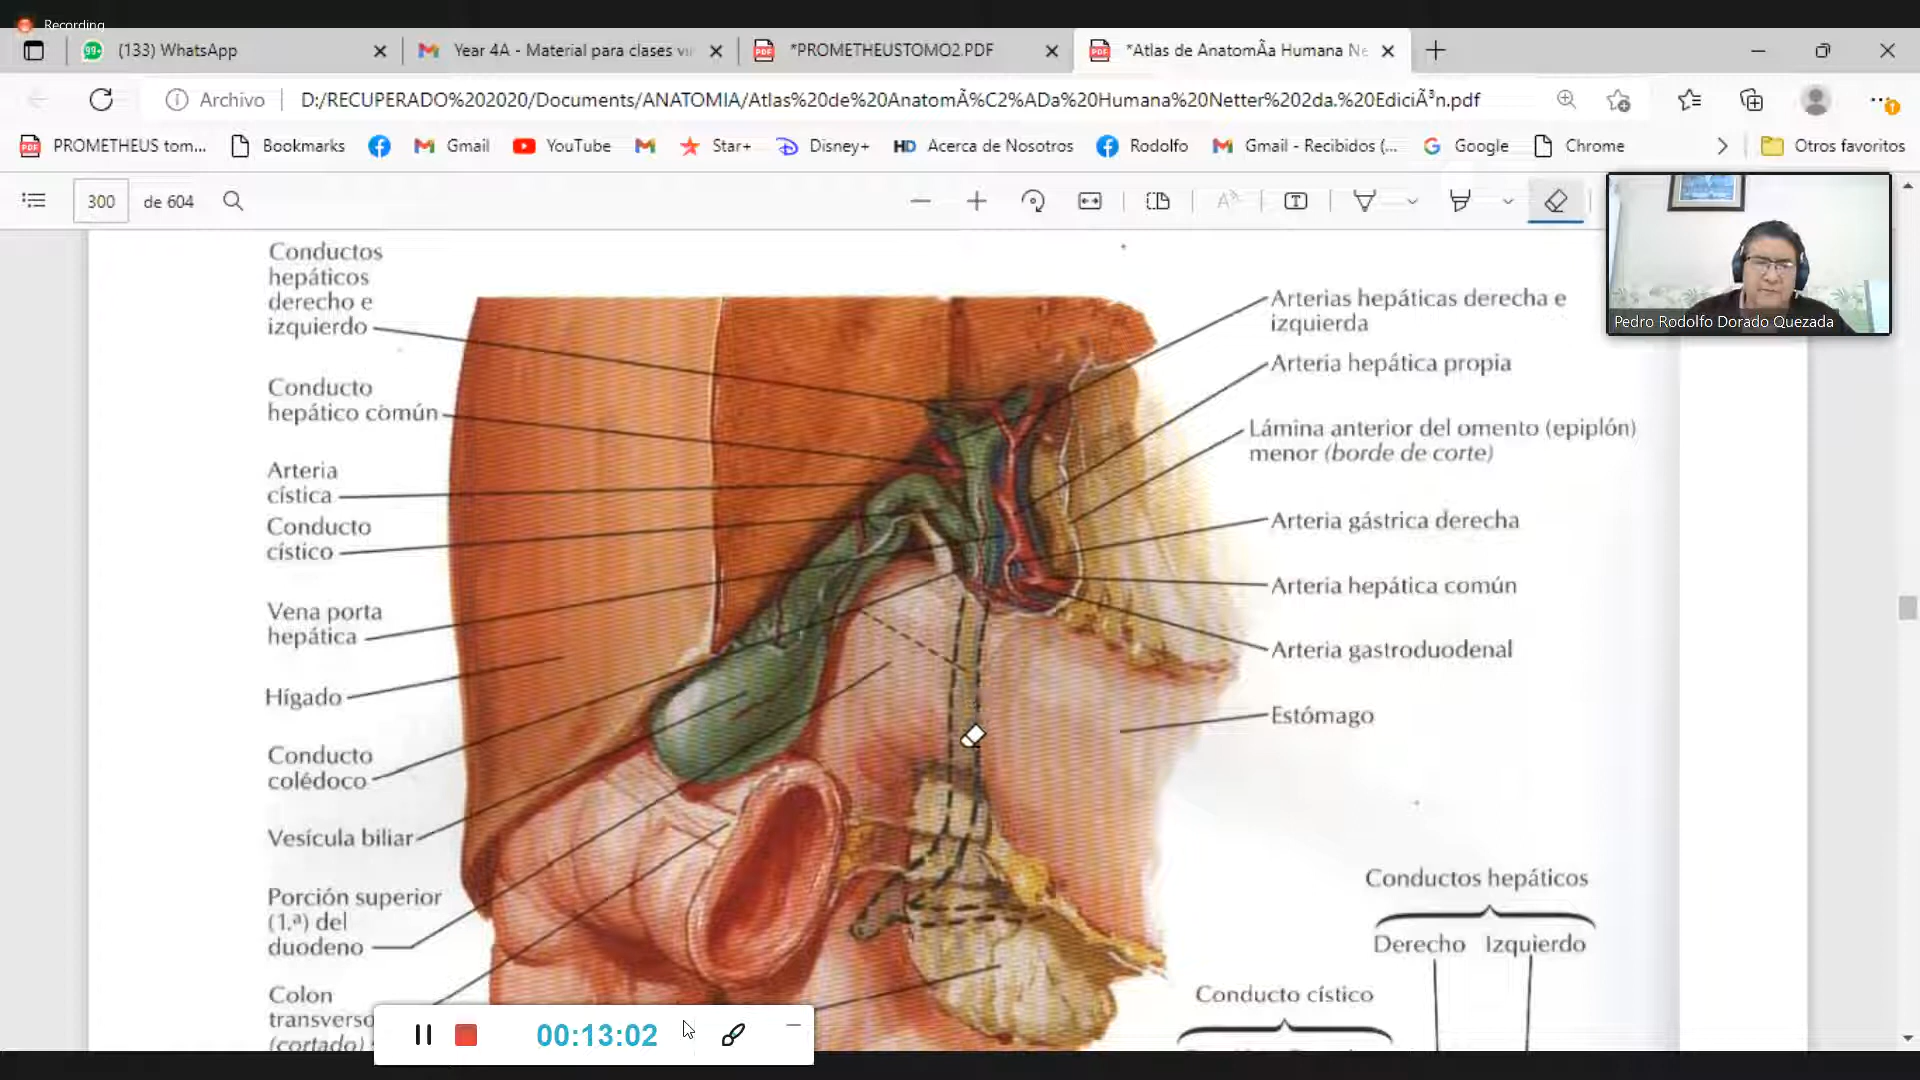 Recording
(133) WhatsApp
Year 4A - Material para clases vi
*PROMETHEUSTOMO2.PDF
*Atlas de AnatomÃa Humana Ne
Archivo
D:/RECUPERADO%202020/Documents/ANATOMIA/Atlas%20de%20AnatomÃ%C2%ADa%20Humana%20Netter%202da.%20EdiciÃ³n.pdf
PROMETHEUS tom...
Bookmarks
Gmail
YouTube
Star+
Disney+
HD Acerca de Nosotros
Rodolfo
Gmail - Recibidos (...
Google
Chrome
Otros favoritos
300 de 604
Pedro Rodolfo Dorado Quezada
Conductos
hepáticos
derecho e
izquierdo
Conducto
hepático común
Arteria
cística
Conducto
cístico
Vena porta
hepática
Hígado
Conducto
colédoco
Vesícula biliar
Porción superior
(1.ª) del
duodeno
Colon
transverso
(cortado)
Arterias hepáticas derecha e
izquierda
Arteria hepática propia
Lámina anterior del omento (epiplón)
menor (borde de corte)
Arteria gástrica derecha
Arteria hepática común
Arteria gastroduodenal
Estómago
Conductos hepáticos
Derecho Izquierdo
Conducto cístico
00:13:02